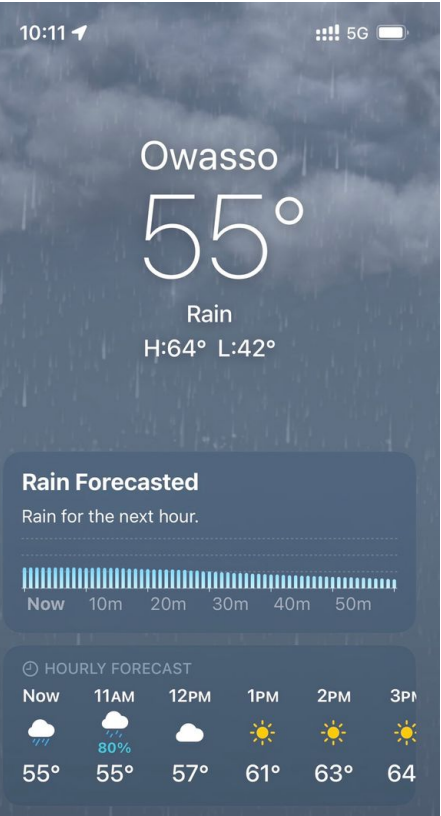 10:11 5G
Owasso
55°
Rain
H:64° L:42°
Rain Forecasted
Rain for the next hour.
Now 10m 20m 30m 40m 50m
HOURLY FORECAST
Now 11AM 12PM 1PM 2PM
80%
55° 55° 57° 61° 63° 64